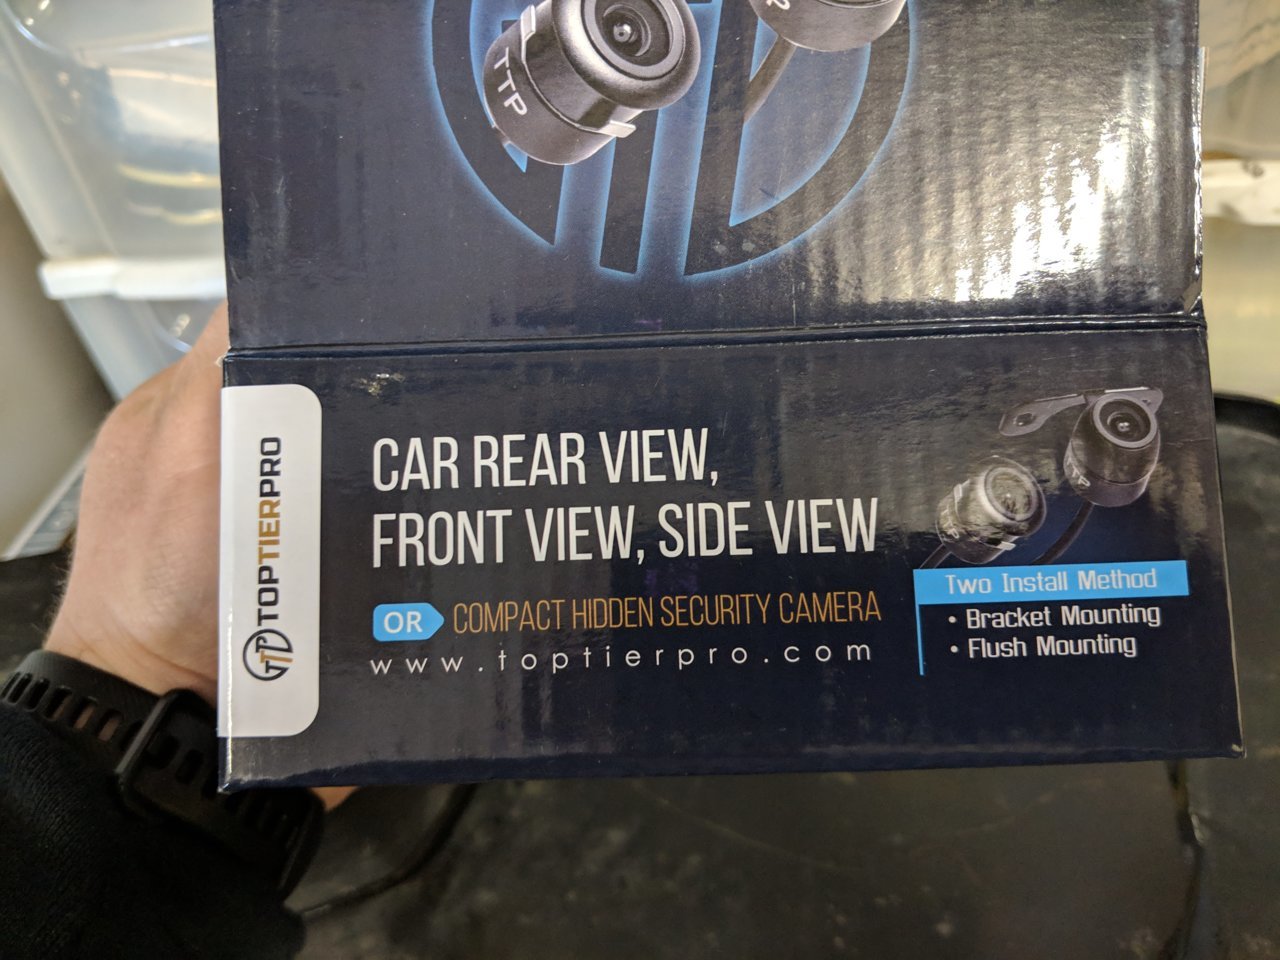 TTP
TOPTIERPRO
CAR REAR VIEW,
FRONT VIEW, SIDE VIEW
OR COMPACT HIDDEN SECURITY CAMERA
www.toptierpro.com
Two Install Method
• Bracket Mounting
• Flush Mounting